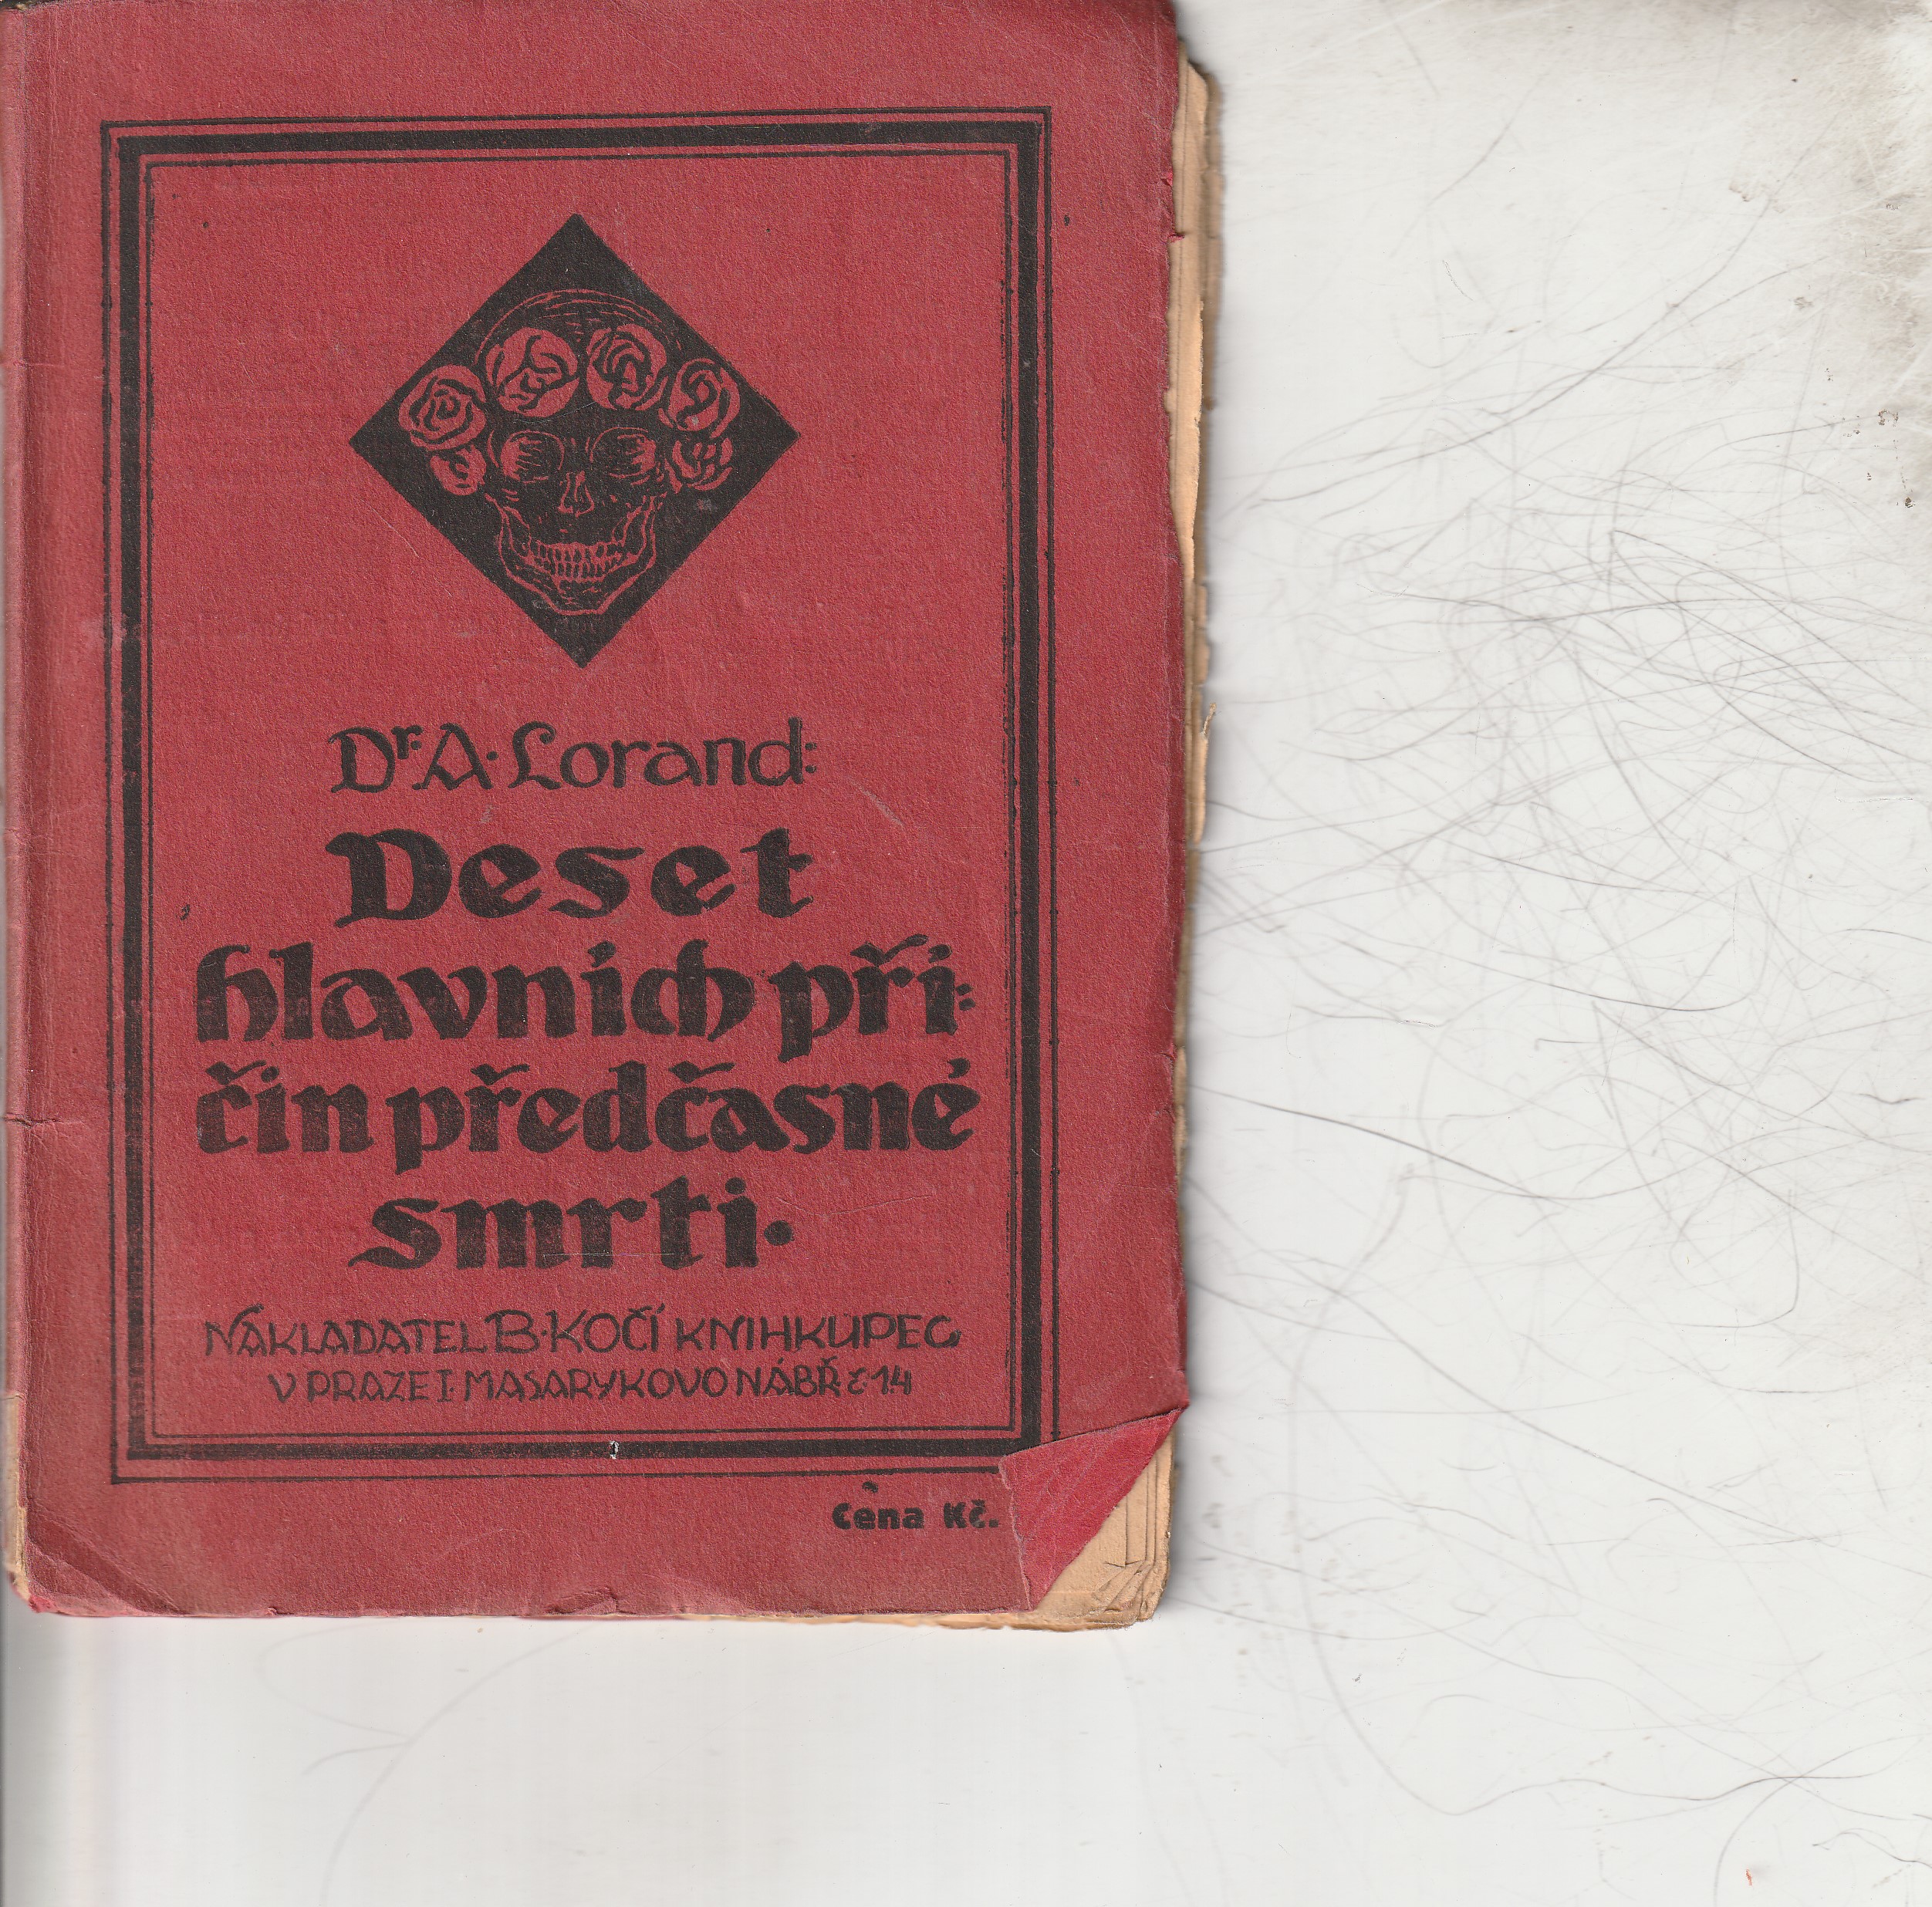 Dr. A. Lorand:
Deset
hlavních pří-
čin předčasné
smrti.
NAKLADATEL B. KOČÍ KNIHKUPEC
V PRAZE I. MASARYKOVO NÁBŘ. č. 14
Cena Kč.